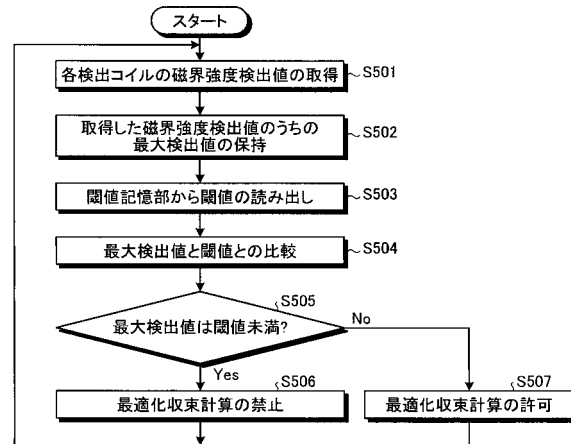 スタート
各検出コイルの磁界強度検出値の取得
S501
取得した磁界強度検出値のうちの
最大検出値の保持
S502
閾値記憶部から閾値の読み出し
S503
最大検出値と閾値との比較
S504
S505
最大検出値は閾値未満?
No
Yes
S506
最適化収束計算の禁止
S507
最適化収束計算の許可